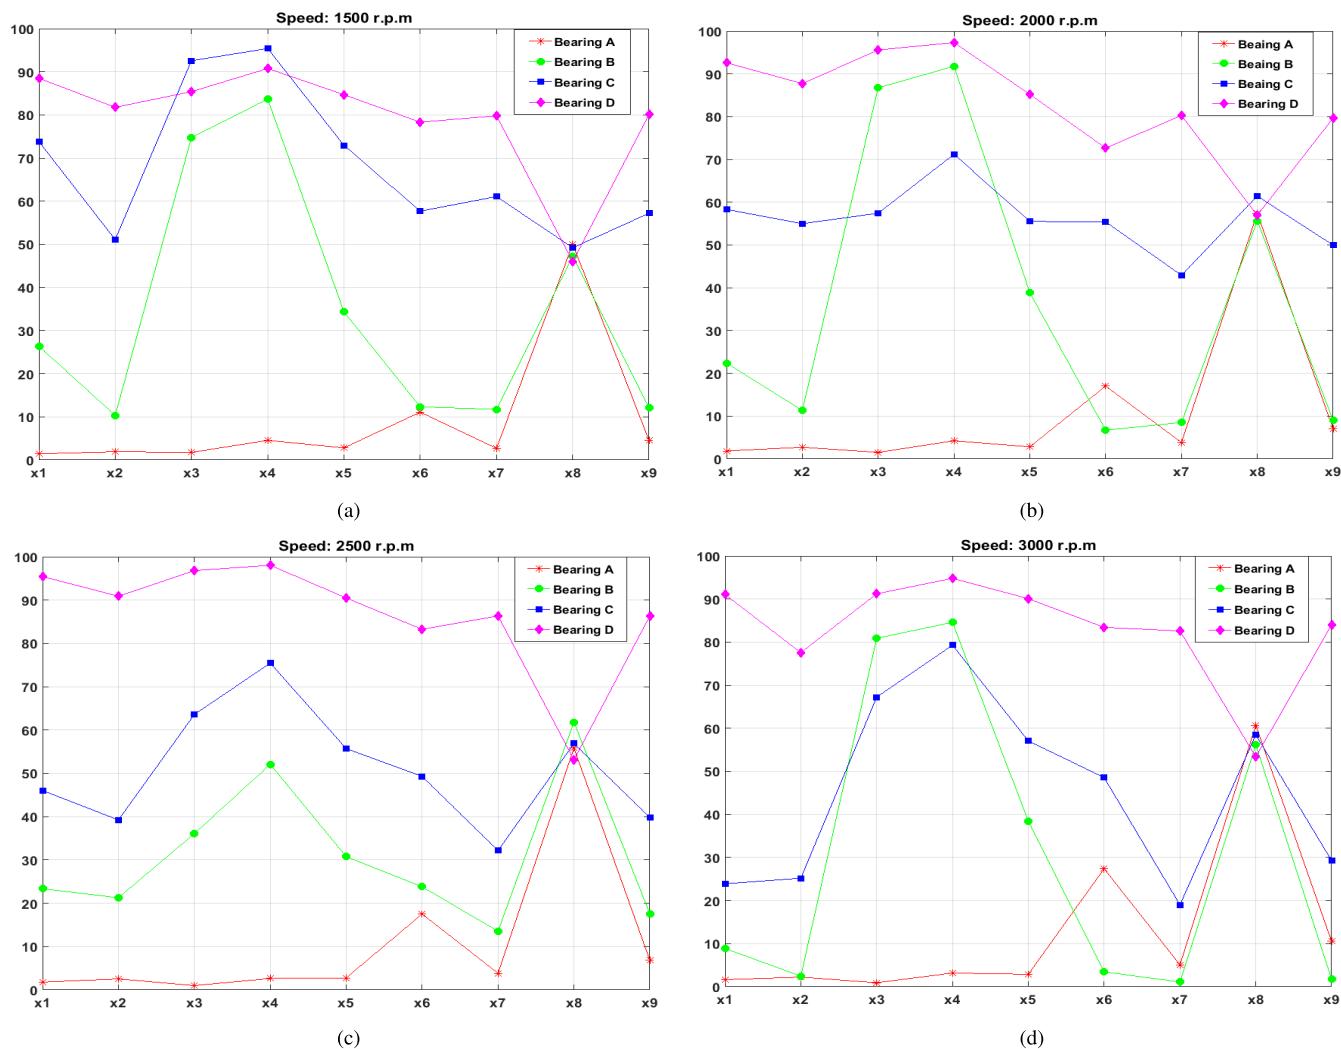 Speed: 1500 r.p.m
100
90
80
70
60
50
40
30
20
10
0
x1 x2 x3 x4 x5 x6 x7 x8 x9
Bearing A
Bearing B
Bearing C
Bearing D
(a)
Speed: 2000 r.p.m
100
90
80
70
60
50
40
30
20
10
0
x1 x2 x3 x4 x5 x6 x7 x8 x9
Beaing A
Beaing B
Bearing C
Bearing D
(b)
Speed: 2500 r.p.m
100
90
80
70
60
50
40
30
20
10
0
x1 x2 x3 x4 x5 x6 x7 x8 x9
Bearing A
Bearing B
Bearing C
Bearing D
(c)
Speed: 3000 r.p.m
100
90
80
70
60
50
40
30
20
10
0
x1 x2 x3 x4 x5 x6 x7 x8 x9
Bearing A
Bearing B
Bearing C
Bearing D
(d)